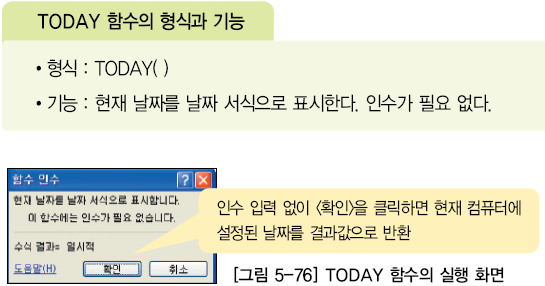 TODAY 함수의 형식과 기능
• 형식 : TODAY( )
• 기능 : 현재 날짜를 날짜 서식으로 표시한다. 인수가 필요 없다.
함수 인수
현재 날짜를 날짜 서식으로 표시합니다.
이 함수에는 인수가 필요 없습니다.
수식 결과= 일시적
도움말(H)
확인
취소
인수 입력 없이 <확인>을 클릭하면 현재 컴퓨터에
설정된 날짜를 결과값으로 반환
[그림 5-76] TODAY 함수의 실행 화면